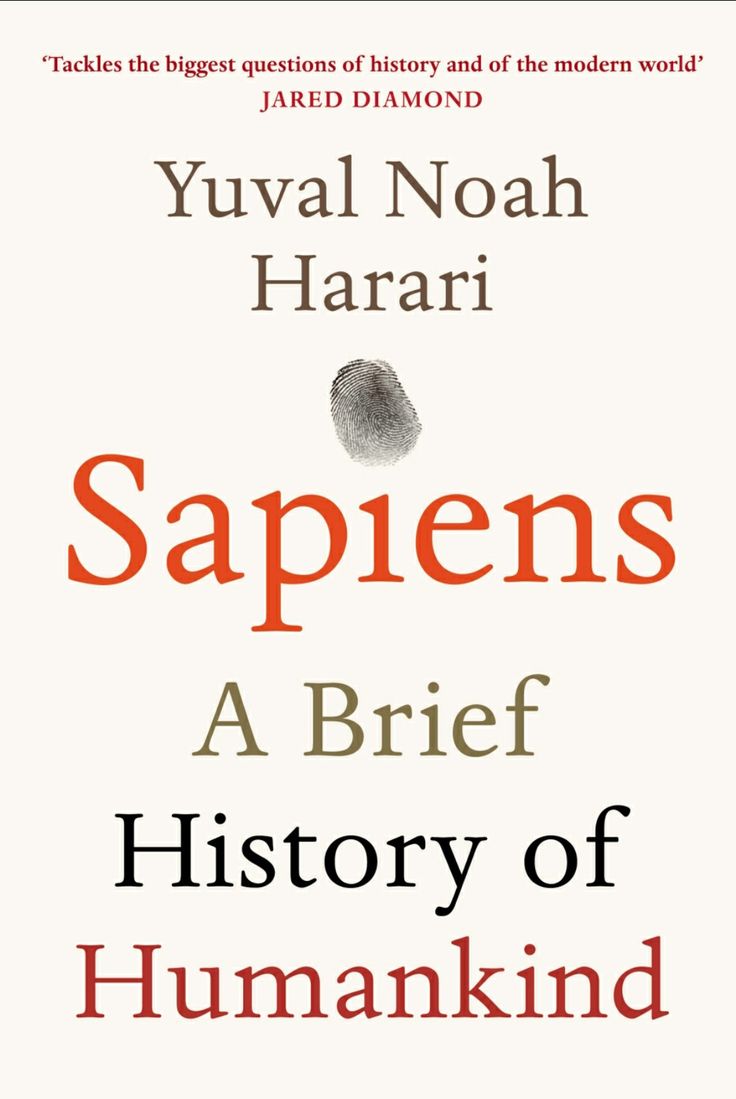 ‘Tackles the biggest questions of history and of the modern world’
JARED DIAMOND
Yuval Noah
Harari
Sapiens
A Brief
History of
Humankind